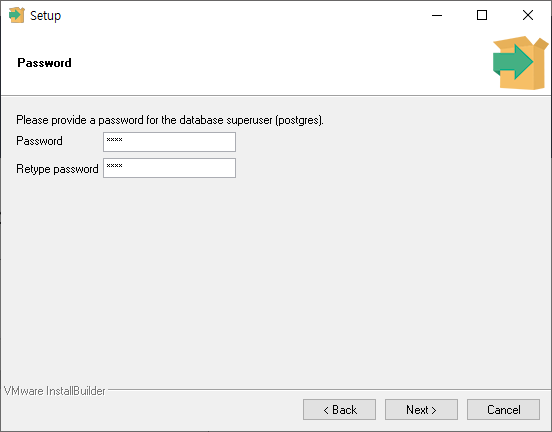 Setup
Password
Please provide a password for the database superuser (postgres).
Password ****
Retype password ****
VMware InstallBuilder
< Back Next > Cancel